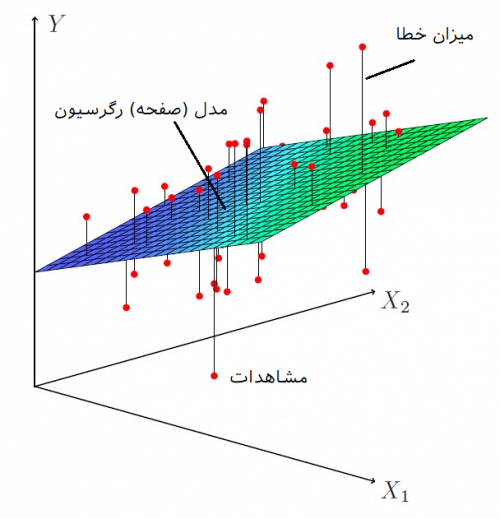 Y
میزان خطا
مدل (صفحه) رگرسیون
X₂
مشاهدات
X₁